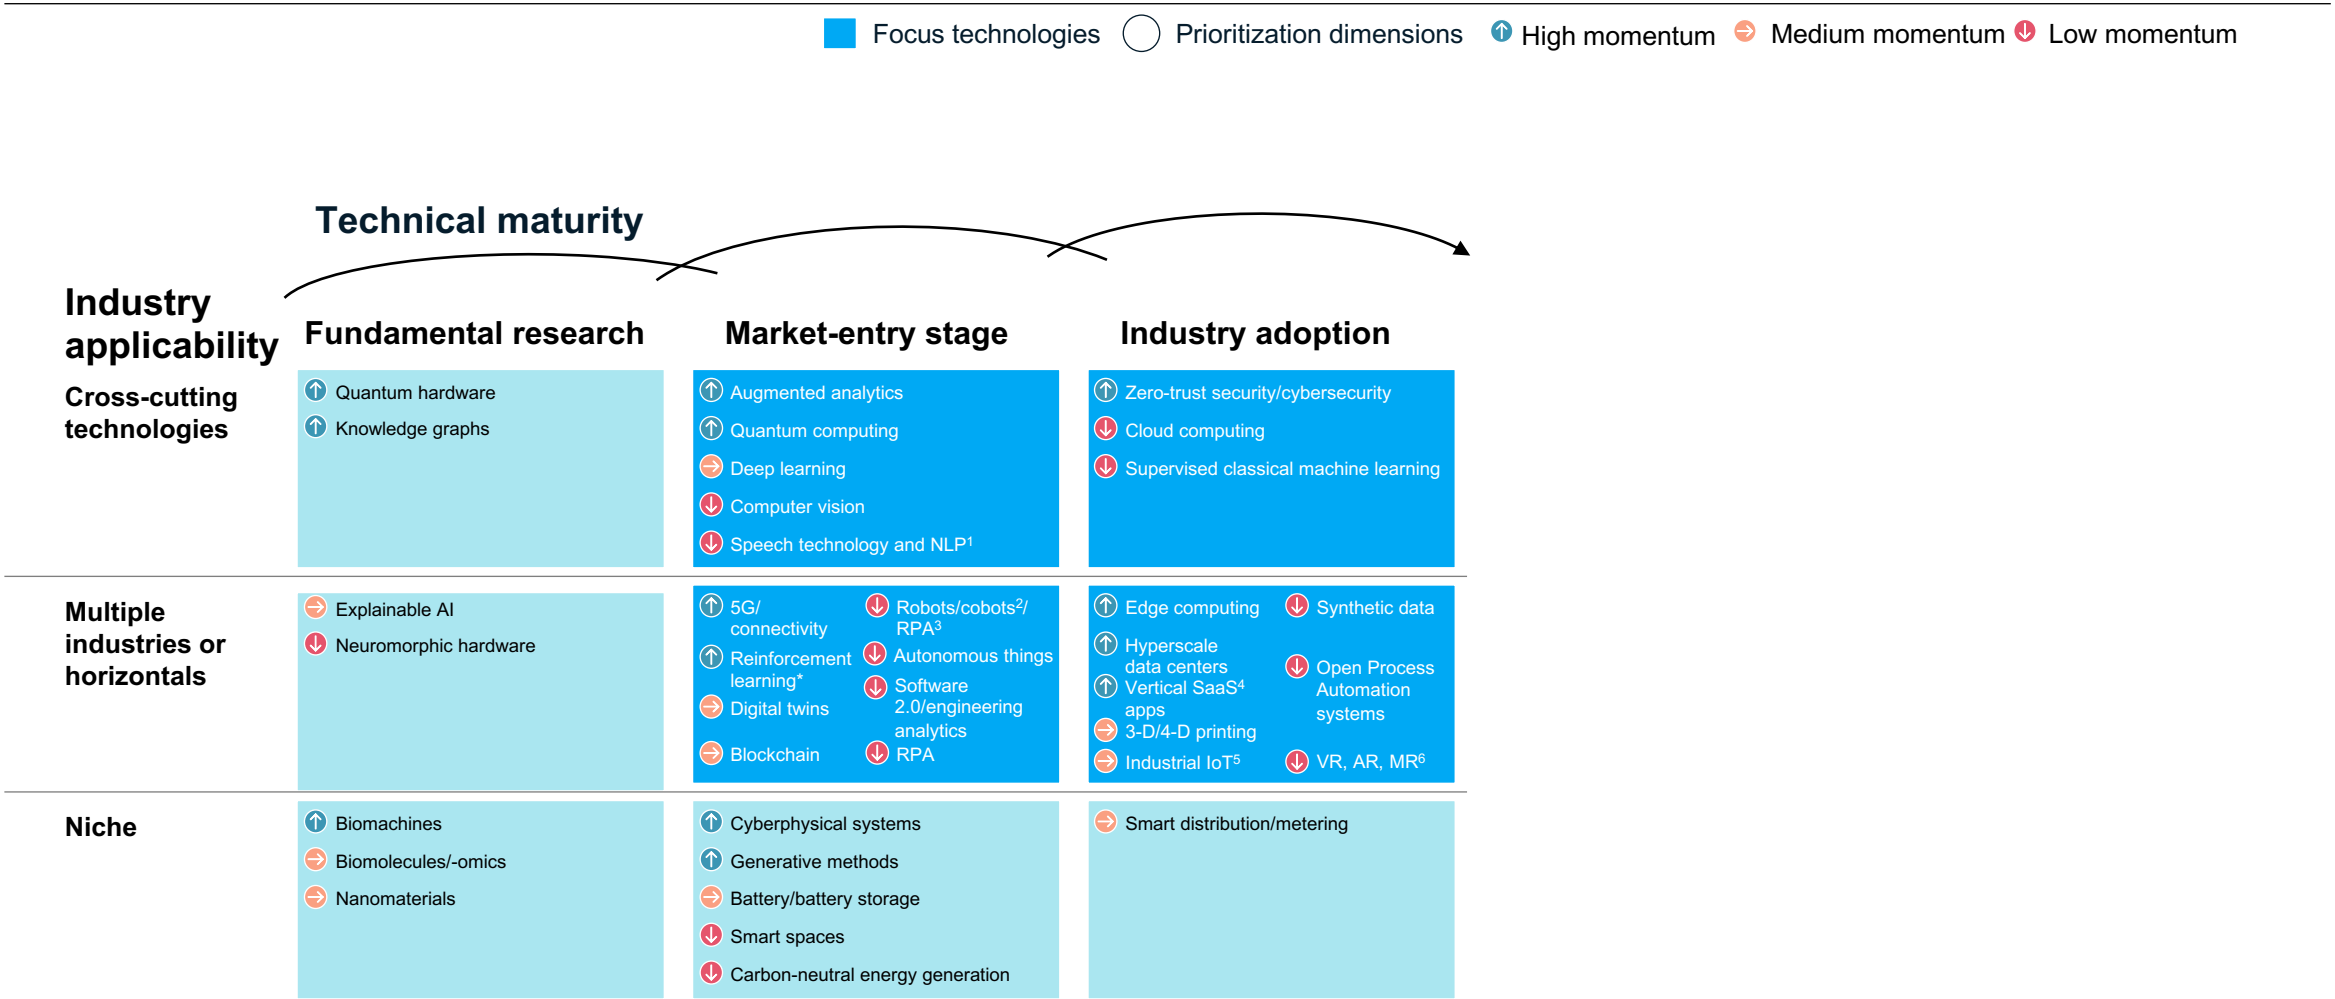 Focus technologies
Prioritization dimensions
High momentum
Medium momentum
Low momentum
Technical maturity
Industry
applicability
Fundamental research
Market-entry stage
Industry adoption
Cross-cutting
technologies
Quantum hardware
Knowledge graphs
Augmented analytics
Quantum computing
Deep learning
Computer vision
Speech technology and NLP¹
Zero-trust security/cybersecurity
Cloud computing
Supervised classical machine learning
Multiple
industries or
horizontals
Explainable AI
Neuromorphic hardware
5G/
connectivity
Reinforcement
learning*
Digital twins
Blockchain
Robots/cobots²/
RPA³
Autonomous things
Software
2.0/engineering
analytics
RPA
Edge computing
Hyperscale
data centers
Vertical SaaS⁴
apps
3-D/4-D printing
Industrial IoT⁵
Synthetic data
Open Process
Automation
systems
VR, AR, MR⁶
Niche
Biomachines
Biomolecules/-omics
Nanomaterials
Cyberphysical systems
Generative methods
Battery/battery storage
Smart spaces
Carbon-neutral energy generation
Smart distribution/metering